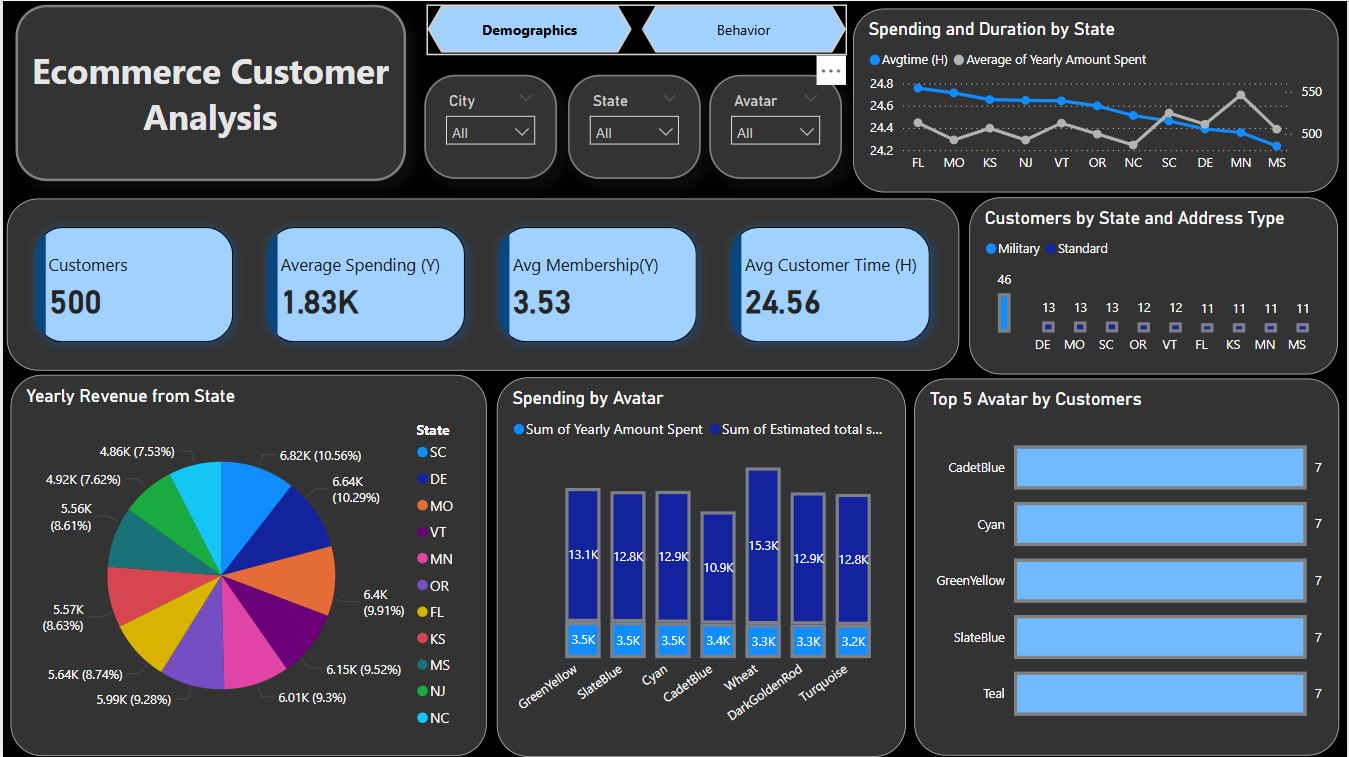 Ecommerce Customer
Analysis
Demographics
Behavior
City
All
State
All
Avatar
All
Spending and Duration by State
Avgtime (H) Average of Yearly Amount Spent
24.8
24.6
24.4
24.2
550
500
FL MO KS NJ VT OR NC SC DE MN MS
Customers
500
Average Spending (Y)
1.83K
Avg Membership(Y)
3.53
Avg Customer Time (H)
24.56
Customers by State and Address Type
Military Standard
46
13 13 13 12 12 11 11 11 11
DE MO SC OR VT FL KS MN MS
Yearly Revenue from State
6.82K (10.56%)
6.64K
(10.29%)
6.4K
(9.91%)
6.15K (9.52%)
6.01K (9.3%)
5.99K (9.28%)
5.64K (8.74%)
5.57K
(8.63%)
5.56K
(8.61%)
4.92K (7.62%)
4.86K (7.53%)
State
SC
DE
MO
VT
MN
OR
FL
KS
MS
NJ
NC
Spending by Avatar
Sum of Yearly Amount Spent Sum of Estimated total s...
13.1K 12.8K 12.9K 10.9K 15.3K 12.9K 12.8K
3.5K 3.5K 3.5K 3.4K 3.3K 3.3K 3.2K
GreenYellow SlateBlue Cyan CadetBlue Wheat DarkGoldenRod Turquoise
Top 5 Avatar by Customers
CadetBlue 7
Cyan 7
GreenYellow 7
SlateBlue 7
Teal 7